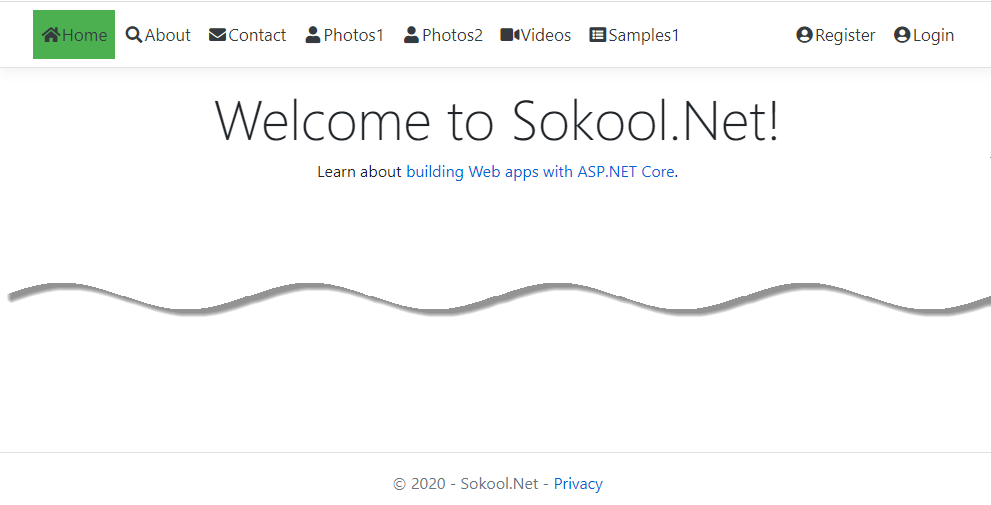 Home About Contact Photos1 Photos2 Videos Samples1 Register Login
Welcome to Sokool.Net!
Learn about building Web apps with ASP.NET Core.
© 2020 - Sokool.Net - Privacy